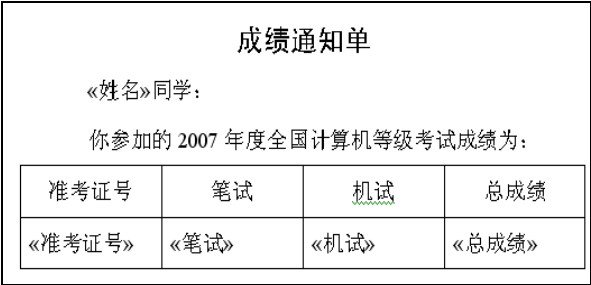 成绩通知单
«姓名»同学：
你参加的 2007 年度全国计算机等级考试成绩为：
准考证号 笔试 机试 总成绩
«准考证号» «笔试» «机试» «总成绩»